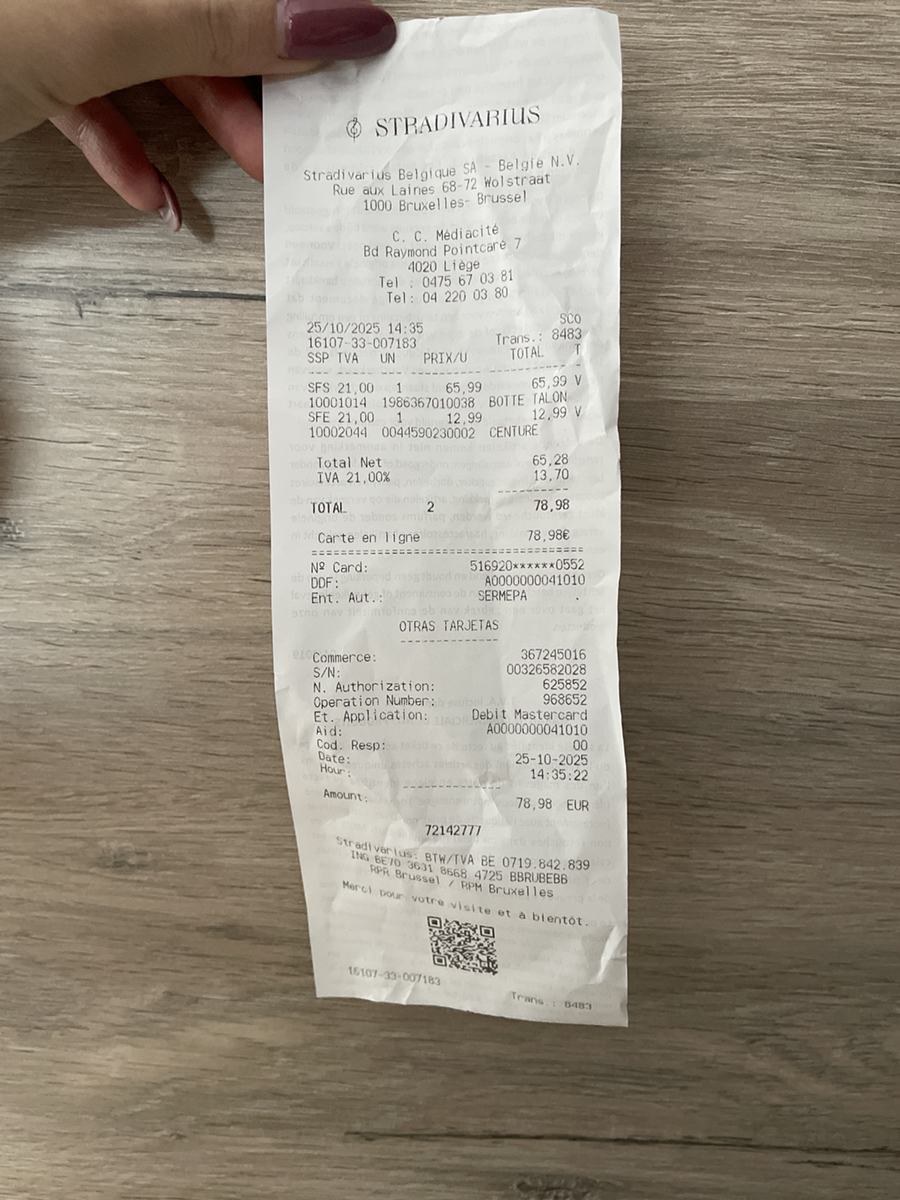 STRADIVARIUS
Stradivarius Belgique SA - Belgie N.V.
Rue aux Laines 68-72 Wolstraat
1000 Bruxelles- Brussel
C. C. Médiacité
Bd Raymond Pointcaré 7
4020 Liège
Tel : 0475 67 03 81
Tel: 04 220 03 80
SCO
25/10/2025 14:35 Trans.: 8483
16107-33-007183
SSP TVA UN PRIX/U TOTAL T
SFS 21,00 1 65,99 65,99 V
10001014 1986367010038 BOTTE TALON
SFE 21,00 1 12,99 12,99 V
10002044 0044590230002 CENTURE
Total Net 65,28
IVA 21,00% 13,70
TOTAL 2 78,98
Carte en ligne 78,98€
Nº Card: 516920******0552
DDF: A0000000041010
Ent. Aut.: SERMEPA .
OTRAS TARJETAS
Commerce: 367245016
S/N: 00326582028
N. Authorization: 625852
Operation Number: 968652
Et. Application: Debit Mastercard
Aid: A0000000041010
Cod. Resp: 00
Date: 25-10-2025
Hour: 14:35:22
Amount: 78,98 EUR
72142777
Stradivarius: BTW/TVA BE 0719.842.839
ING BE70 3631 8668 4725 BBRUBEBB
RPR Brussel / RPM Bruxelles
Merci pour votre visite et à bientôt.
16107-33-007183
Trans.: 8483